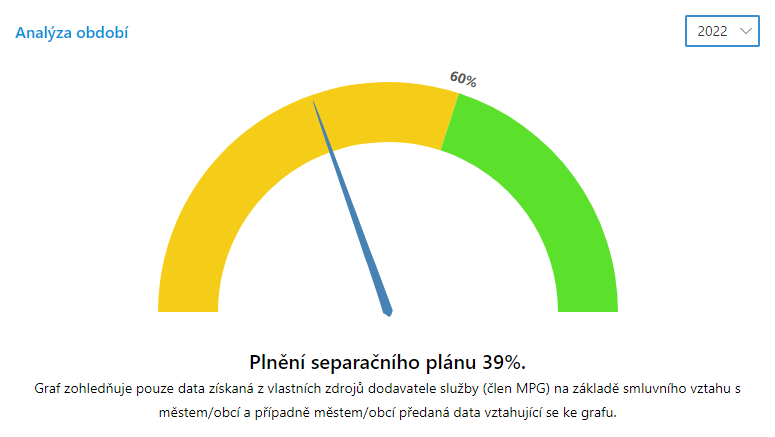 Analýza období
2022
60%
Plnění separačního plánu 39%.
Graf zohledňuje pouze data získaná z vlastních zdrojů dodavatele služby (člen MPG) na základě smluvního vztahu s
městem/obcí a případně městem/obcí předaná data vztahující se ke grafu.